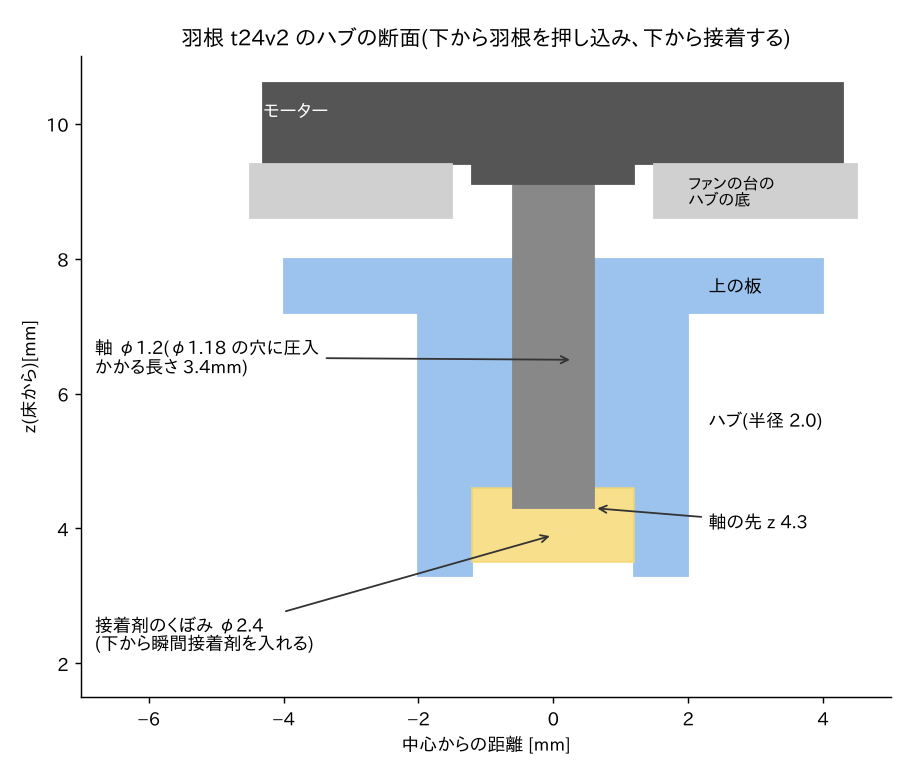 羽根 t24v2 のハブの断面(下から羽根を押し込み、下から接着する)
モーター
ファンの台の
ハブの底
上の板
軸 φ1.2(φ1.18 の穴に圧入
かかる長さ 3.4mm)
ハブ(半径 2.0)
軸の先 z 4.3
接着剤のくぼみ φ2.4
(下から瞬間接着剤を入れる)
z(床から)[mm]
10
8
6
4
2
−6
−4
−2
0
2
4
中心からの距離 [mm]